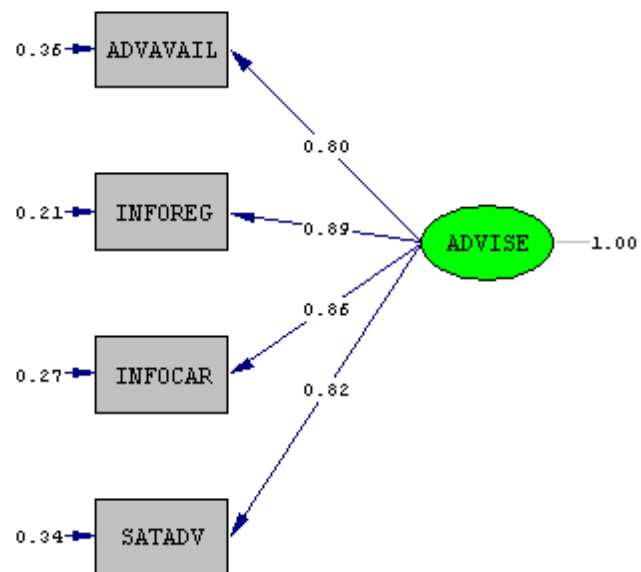 0.36
ADVAVAIL
0.80
0.21
INFOREG
0.89
ADVISE
1.00
0.86
0.27
INFOCAR
0.82
0.34
SATADV